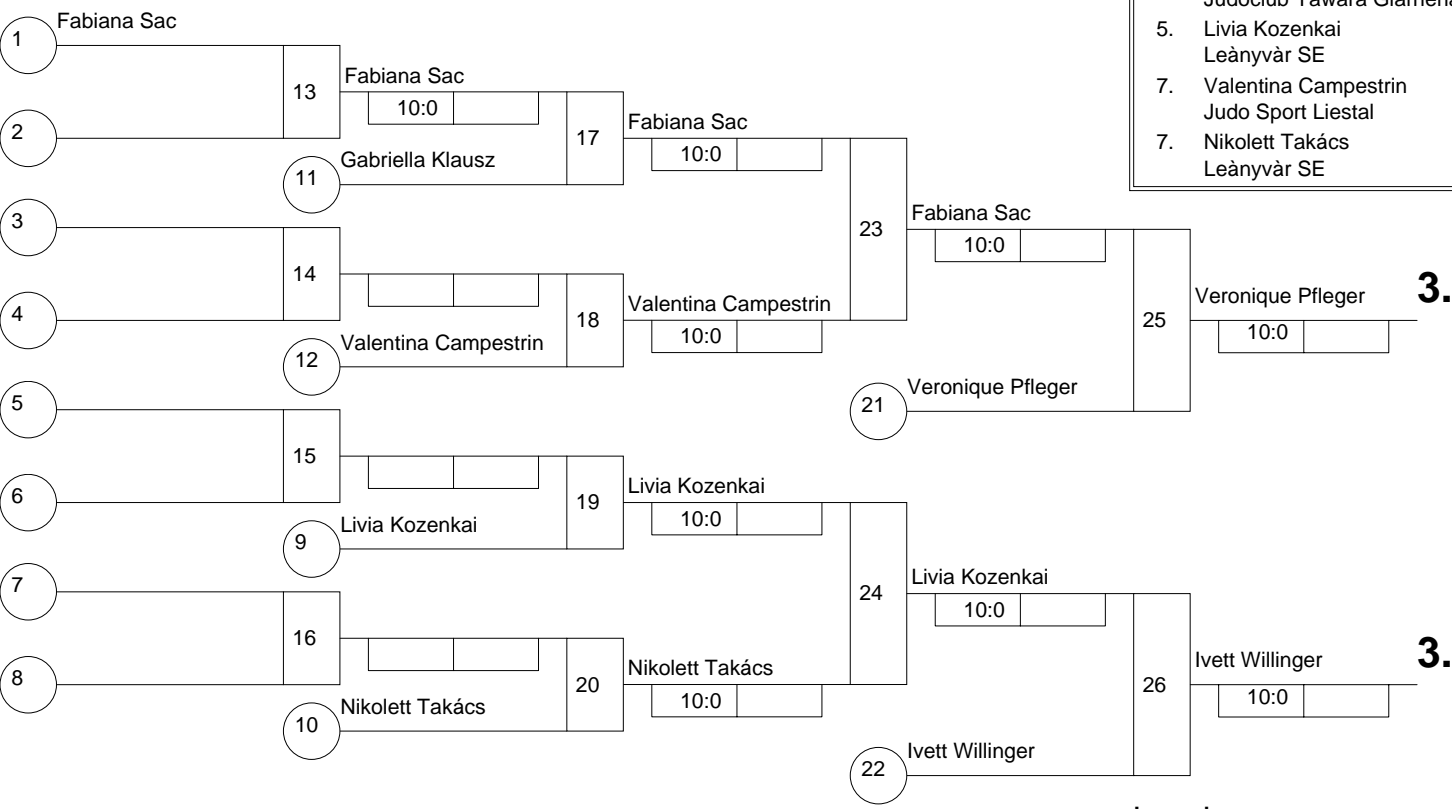 Fabiana Sac
1
2
3
4
5
6
7
8
13
14
15
16
Fabiana Sac
10:0
Gabriella Klausz
11
Valentina Campestrin
12
Livia Kozenkai
9
Nikolett Takács
10
17
18
19
20
Fabiana Sac
10:0
Valentina Campestrin
10:0
Livia Kozenkai
10:0
Nikolett Takács
10:0
23
24
Fabiana Sac
10:0
Veronique Pfleger
21
Livia Kozenkai
10:0
Ivett Willinger
22
25
26
Veronique Pfleger
10:0
3.
Ivett Willinger
10:0
3.
5. Livia Kozenkai
Leànyvàr SE
7. Valentina Campestrin
Judo Sport Liestal
7. Nikolett Takács
Leànyvàr SE